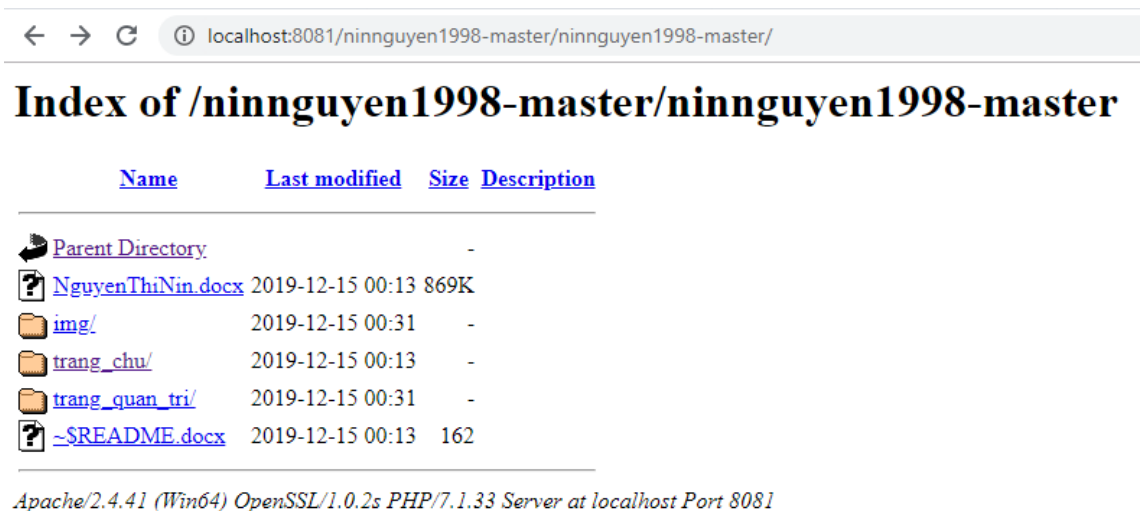 localhost:8081/ninnguyen1998-master/ninnguyen1998-master/
Index of /ninnguyen1998-master/ninnguyen1998-master
Name Last modified Size Description
Parent Directory -
NguyenThiNin.docx 2019-12-15 00:13 869K
img/ 2019-12-15 00:31 -
trang_chu/ 2019-12-15 00:13 -
trang_quan_tri/ 2019-12-15 00:31 -
~$README.docx 2019-12-15 00:13 162
Apache/2.4.41 (Win64) OpenSSL/1.0.2s PHP/7.1.33 Server at localhost Port 8081